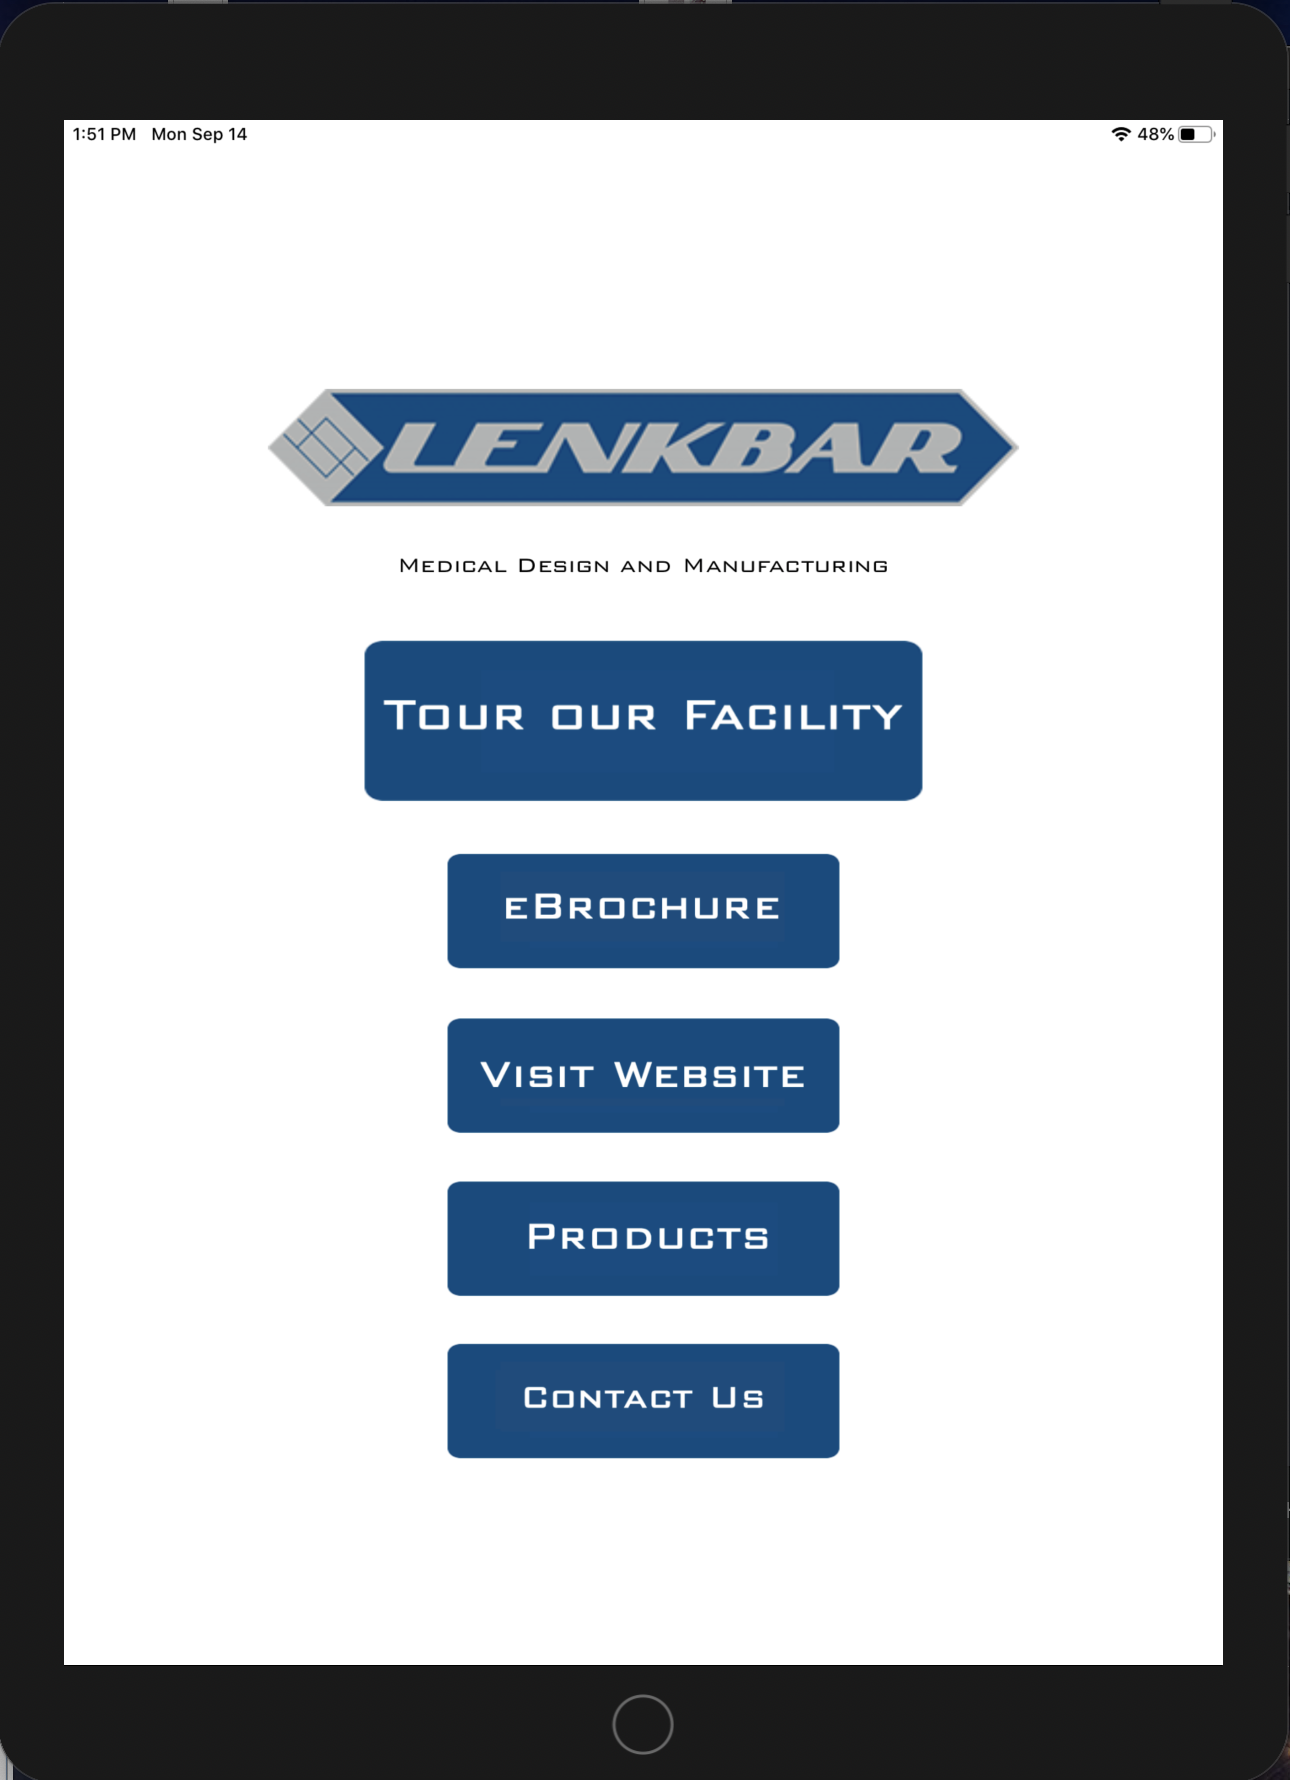 1:51 PM Mon Sep 14 48%
LENKBAR
Medical Design and Manufacturing
Tour our Facility
eBrochure
Visit Website
Products
Contact Us